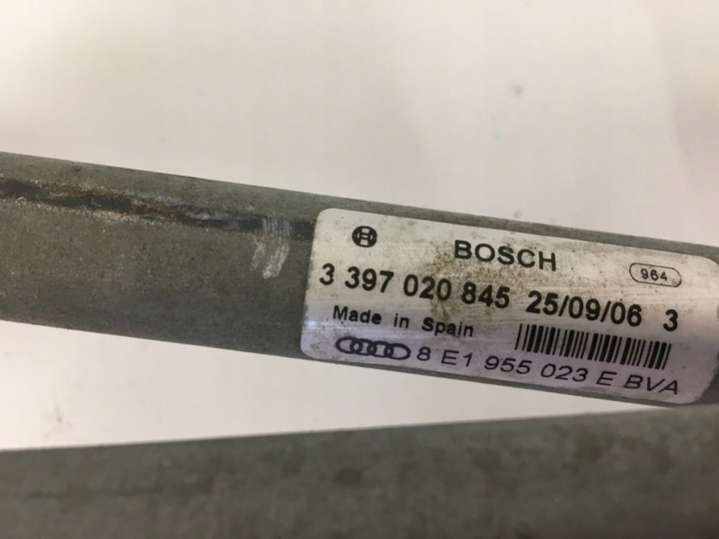 BOSCH
964
3 397 020 845 25/09/06 3
Made in Spain
8 E1 955 023 E BVA